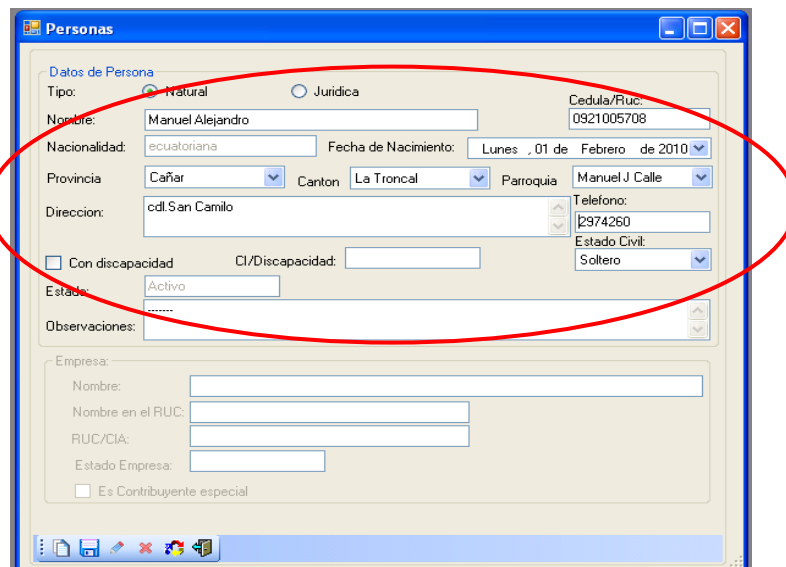 Personas
Datos de Persona
Tipo: Natural Juridica
Cedula/Ruc:
Nombre: Manuel Alejandro 0921005708
Nacionalidad: ecuatoriana Fecha de Nacimiento: Lunes , 01 de Febrero de 2010
Provincia Cañar Canton La Troncal Parroquia Manuel J Calle
Telefono:
Direccion: cdl.San Camilo 2974260
Estado Civil:
Con discapacidad CI/Discapacidad: Soltero
Estado: Activo
Observaciones: -------
Empresa:
Nombre:
Nombre en el RUC:
RUC/CIA:
Estado Empresa:
Es Contribuyente especial